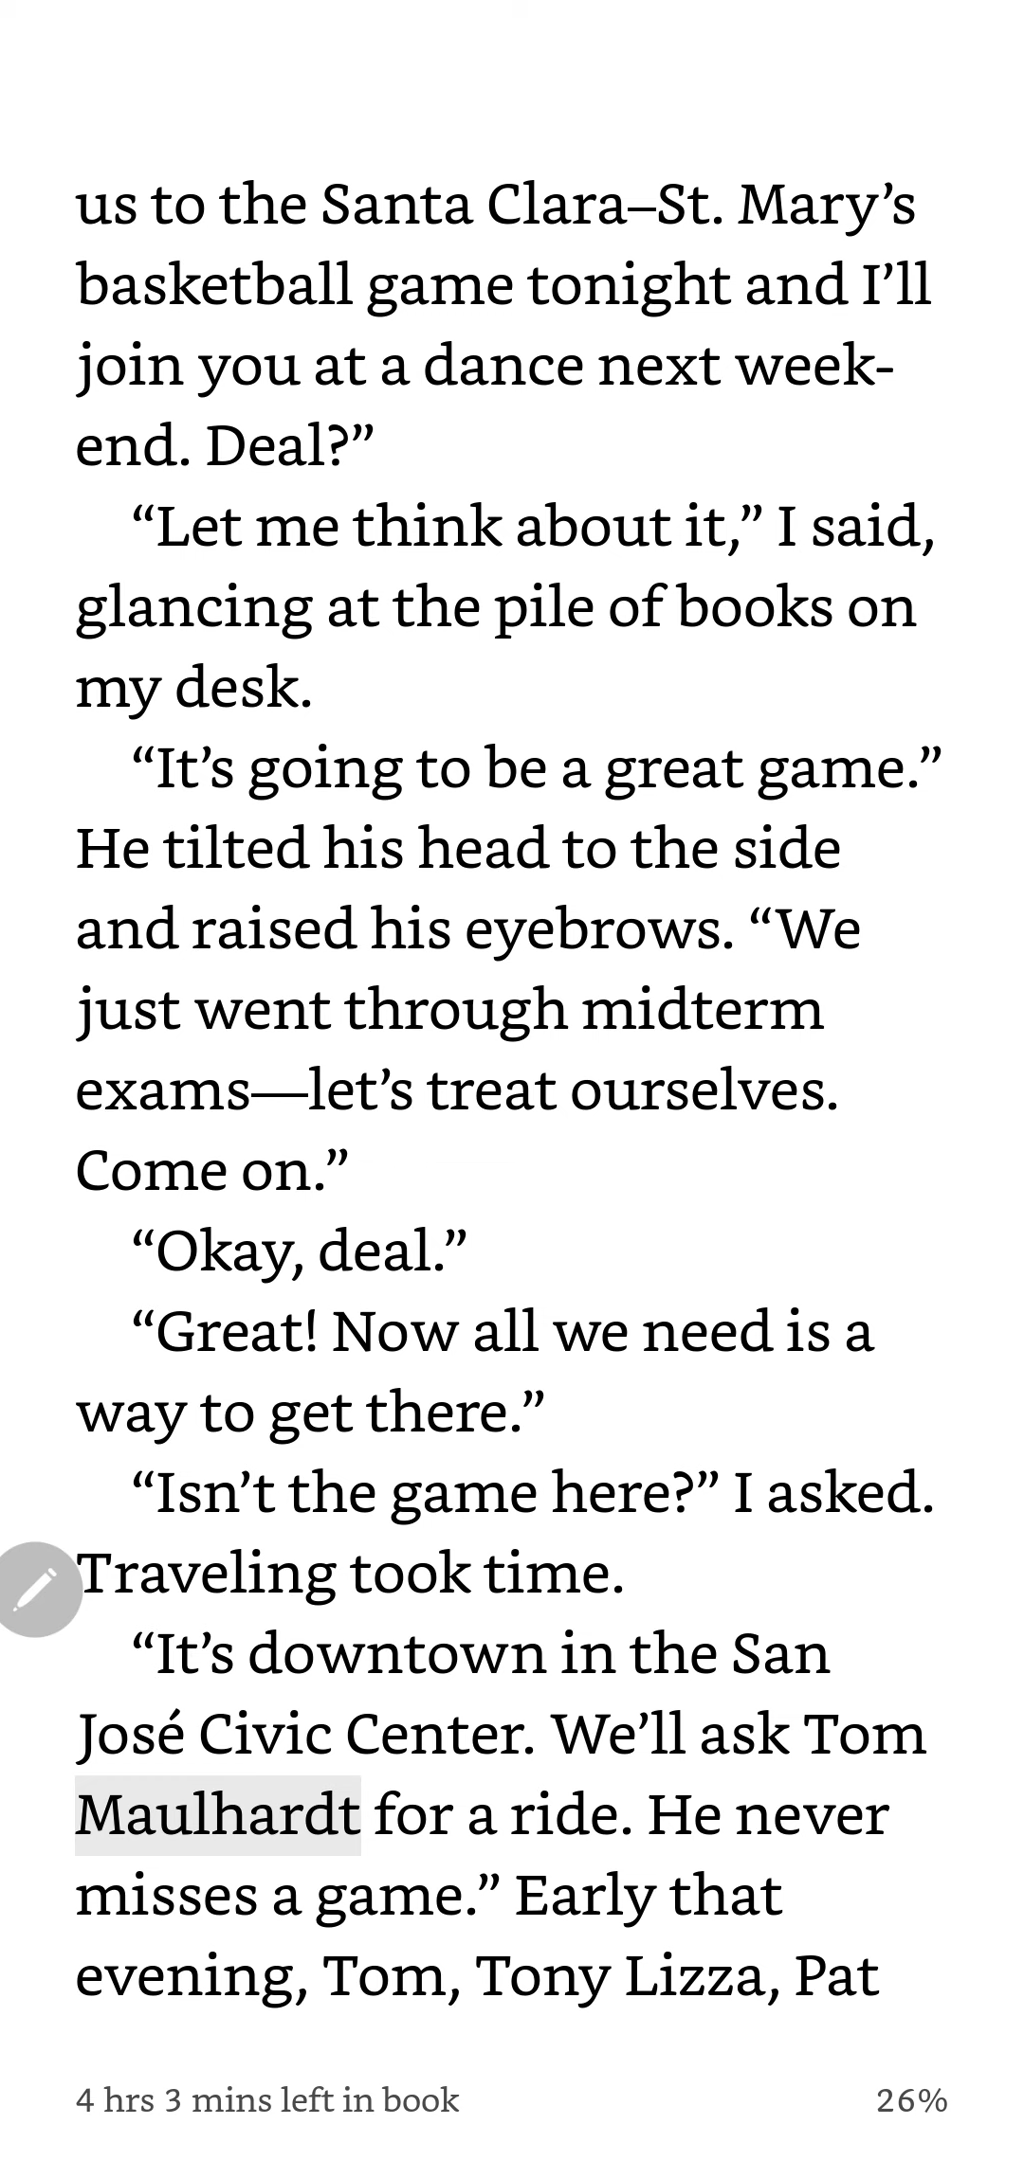 us to the Santa Clara–St. Mary’s
basketball game tonight and I’ll
join you at a dance next week-
end. Deal?”
“Let me think about it,” I said,
glancing at the pile of books on
my desk.
“It’s going to be a great game.”
He tilted his head to the side
and raised his eyebrows. “We
just went through midterm
exams—let’s treat ourselves.
Come on.”
“Okay, deal.”
“Great! Now all we need is a
way to get there.”
“Isn’t the game here?” I asked.
Traveling took time.
“It’s downtown in the San
José Civic Center. We’ll ask Tom
Maulhardt for a ride. He never
misses a game.” Early that
evening, Tom, Tony Lizza, Pat
4 hrs 3 mins left in book 26%